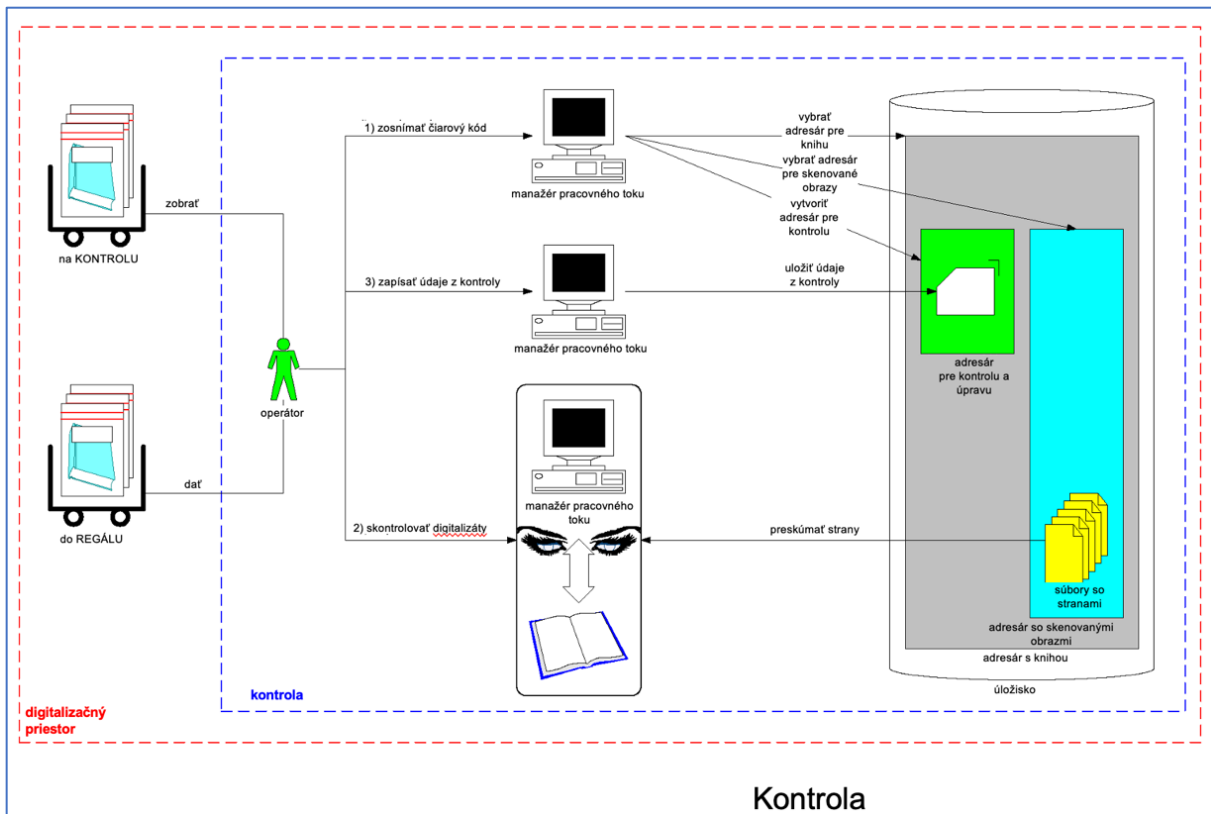 1) zosnímať čiarový kód
manažér pracovného toku
vybrať
adresár pre
knihu
vybrať adresár
pre skenované
obrazy
vytvoriť
adresár pre
kontrolu
zobrať
na KONTROLU
3) zapísať údaje z kontroly
manažér pracovného toku
uložiť údaje
z kontroly
adresár
pre kontrolu a
úpravu
operátor
dať
do REGÁLU
manažér pracovného
toku
2) skontrolovať digitalizáty
preskúmať strany
súbory so
stranami
adresár so skenovanými
obrazmi
adresár s knihou
úložisko
kontrola
digitalizačný
priestor
Kontrola